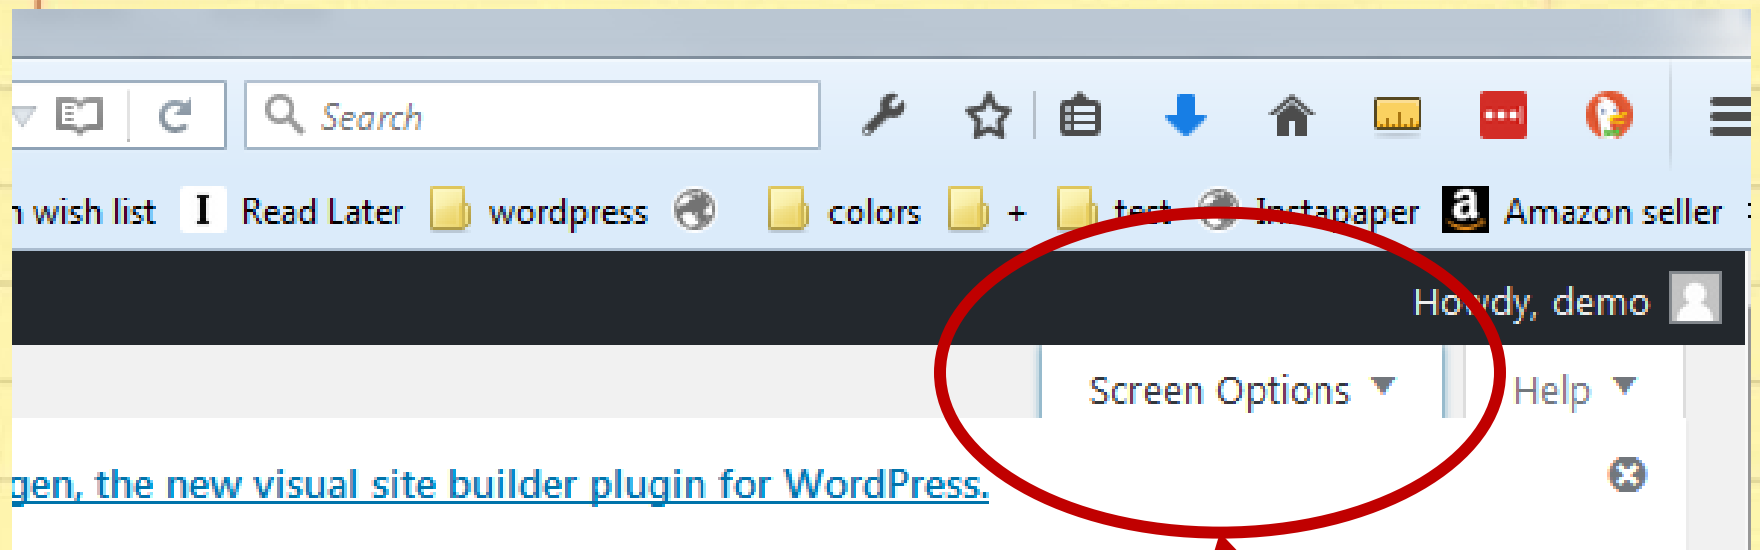 Search
wish list I Read Later wordpress colors + test Instapaper a Amazon seller
Howdy, demo
Screen Options Help
gen, the new visual site builder plugin for WordPress.